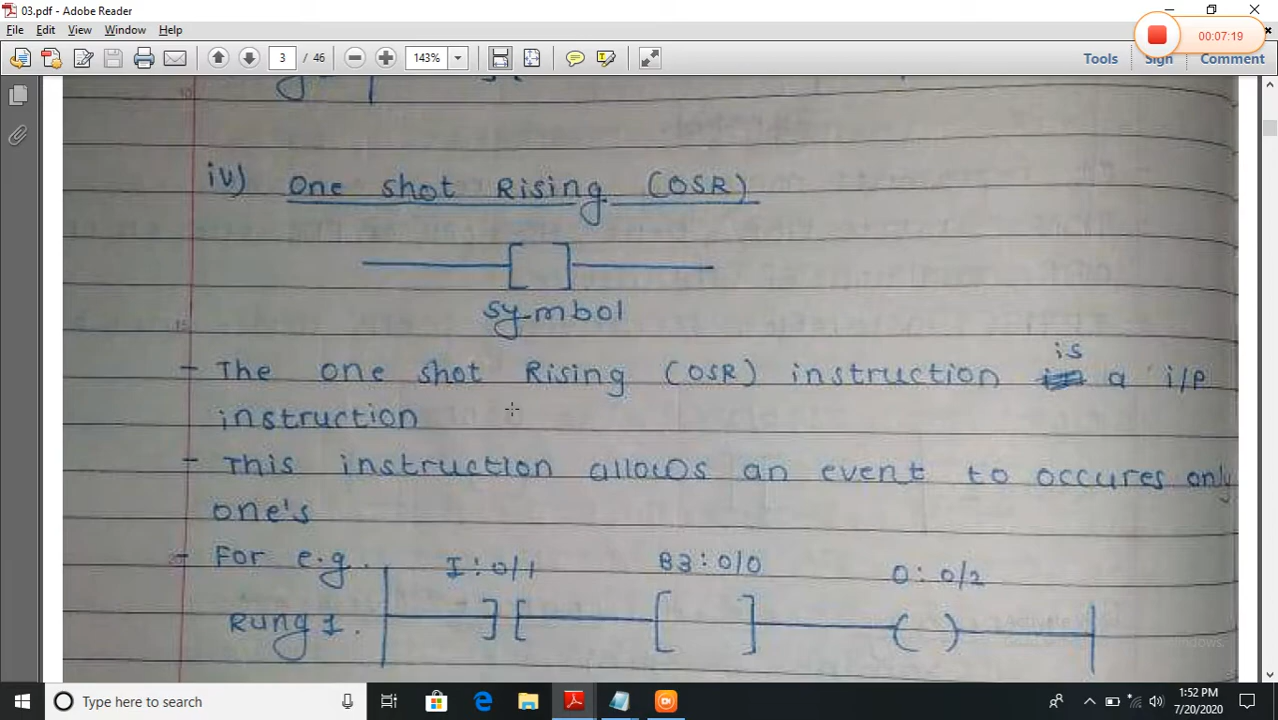 03.pdf - Adobe Reader
File Edit View Window Help
00:07:19
3 / 46 143% Tools Sign Comment
iv) One shot Rising (OSR)
symbol
15
- The one shot Rising (OSR) instruction is a i/p
instruction
- This instruction allows an event to occures only
one's
- For e.g. I:0/1 B3:0/0 O:0/2
Rung 1.
Type here to search
1:52 PM
7/20/2020